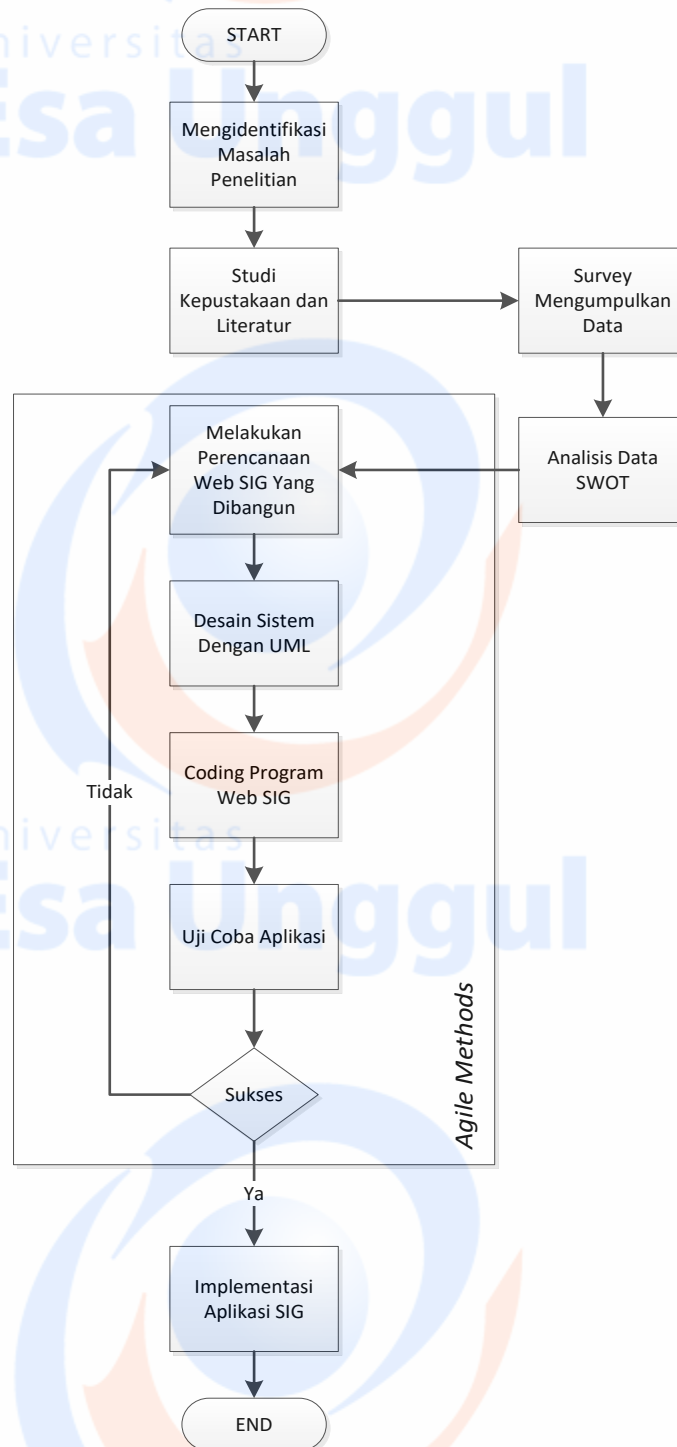 START
Universitas
Esa Unggul
Mengidentifikasi
Masalah
Penelitian
Studi
Kepustakaan dan
Literatur
Survey
Mengumpulkan
Data
Analisis Data
SWOT
Melakukan
Perencanaan
Web SIG Yang
Dibangun
Desain Sistem
Dengan UML
Coding Program
Web SIG
Tidak
Universitas
Esa Unggul
Uji Coba Aplikasi
Agile Methods
Sukses
Ya
Implementasi
Aplikasi SIG
END